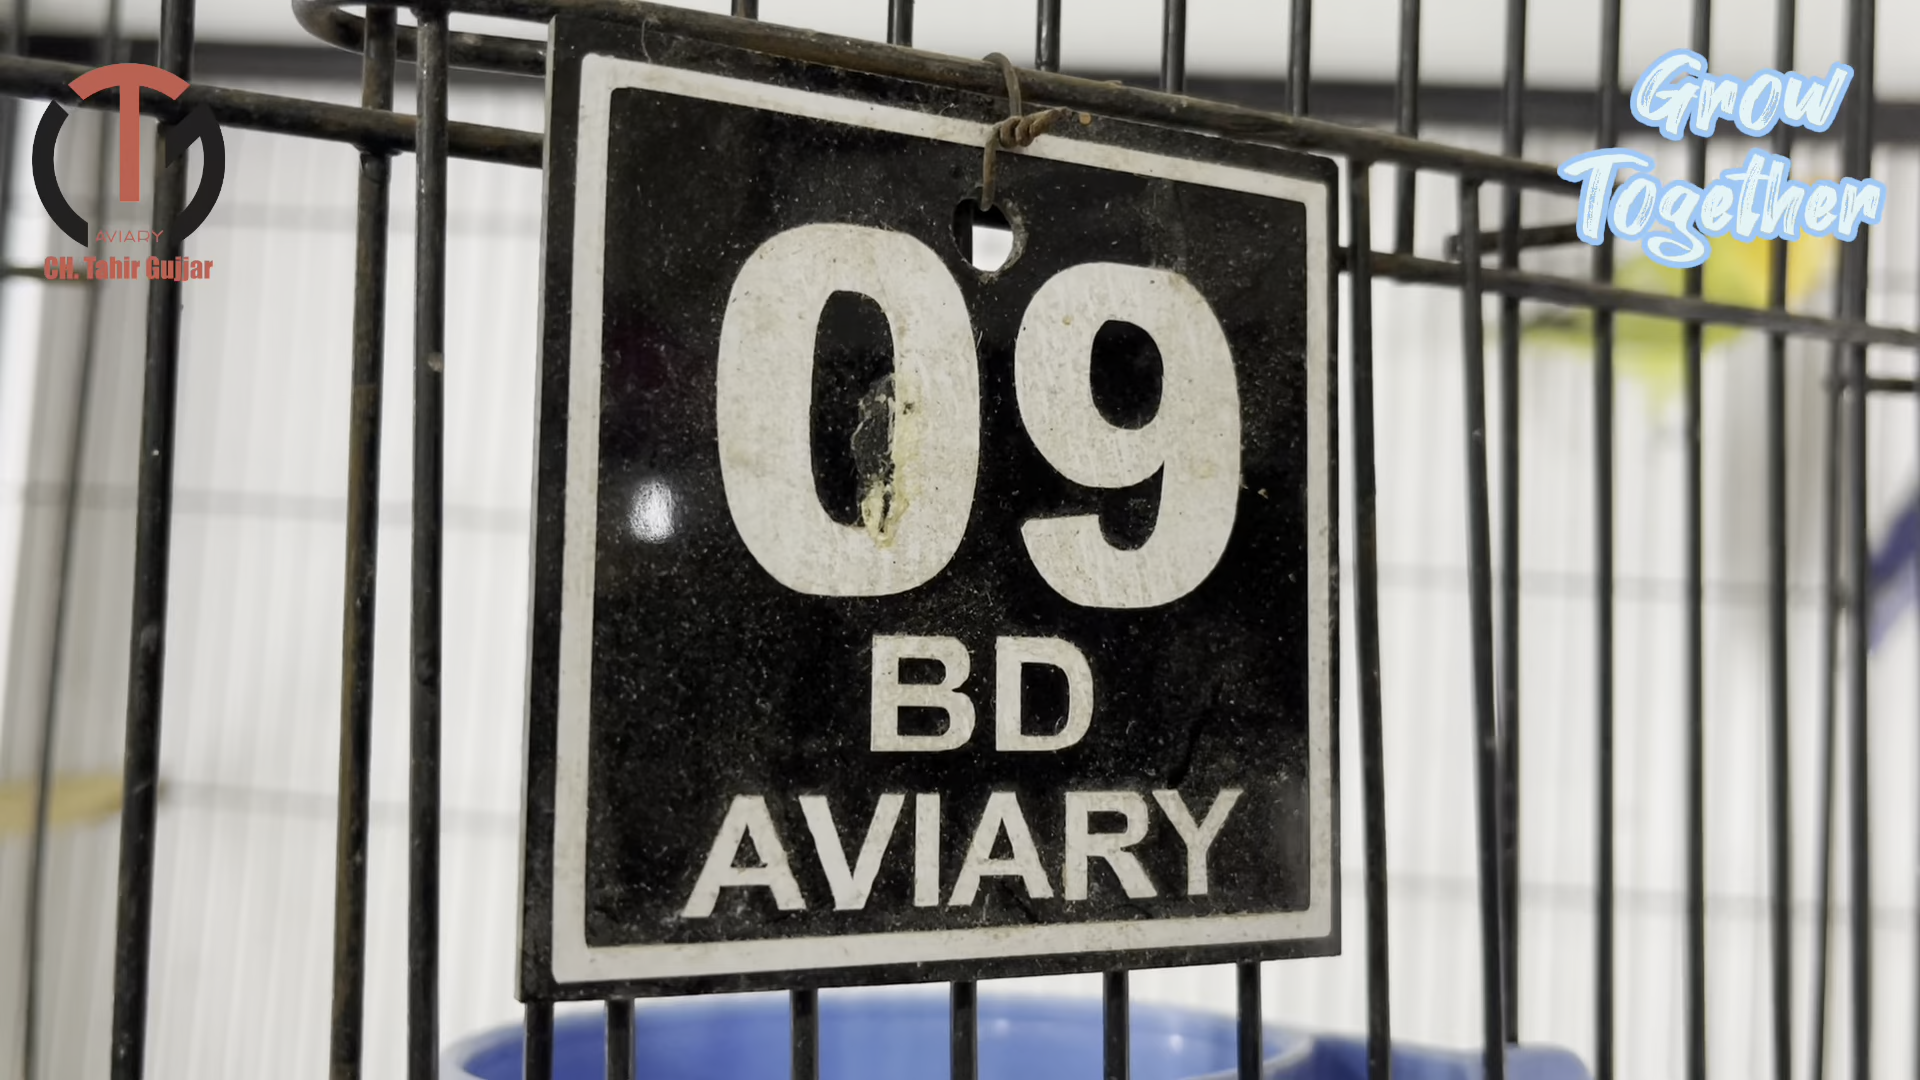 AVIARY
CH. Tahir Gujjar
Grow
Together
09
BD
AVIARY